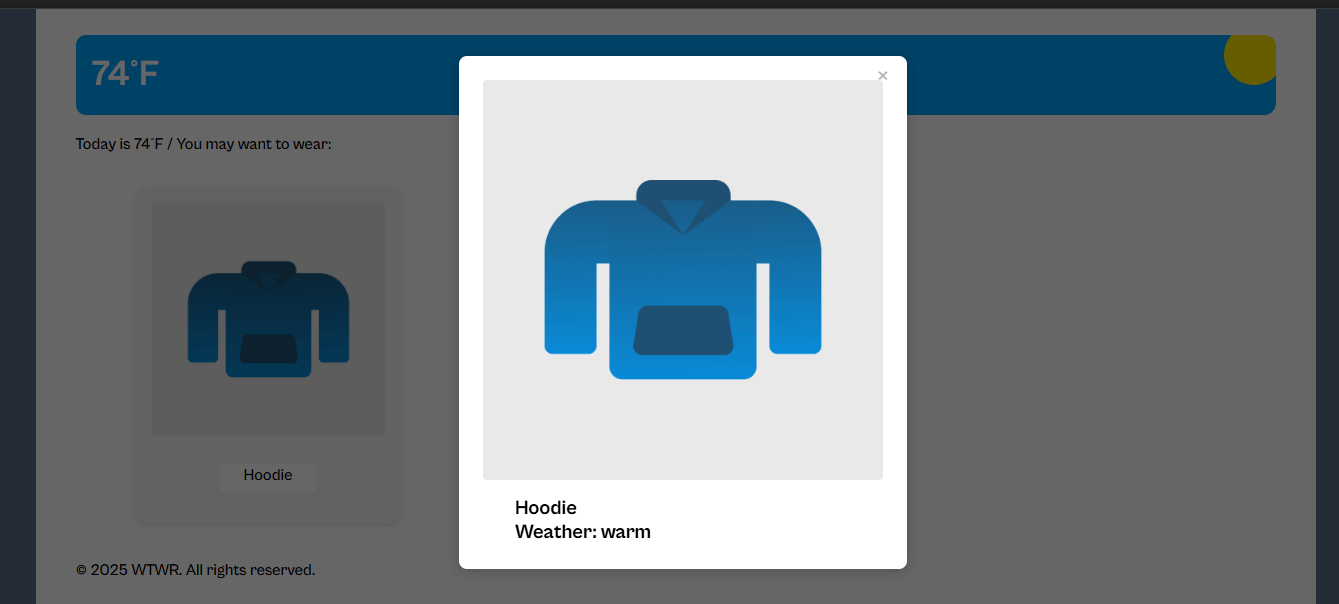 74°F
Today is 74°F / You may want to wear:
Hoodie
© 2025 WTWR. All rights reserved.
×
Hoodie
Weather: warm